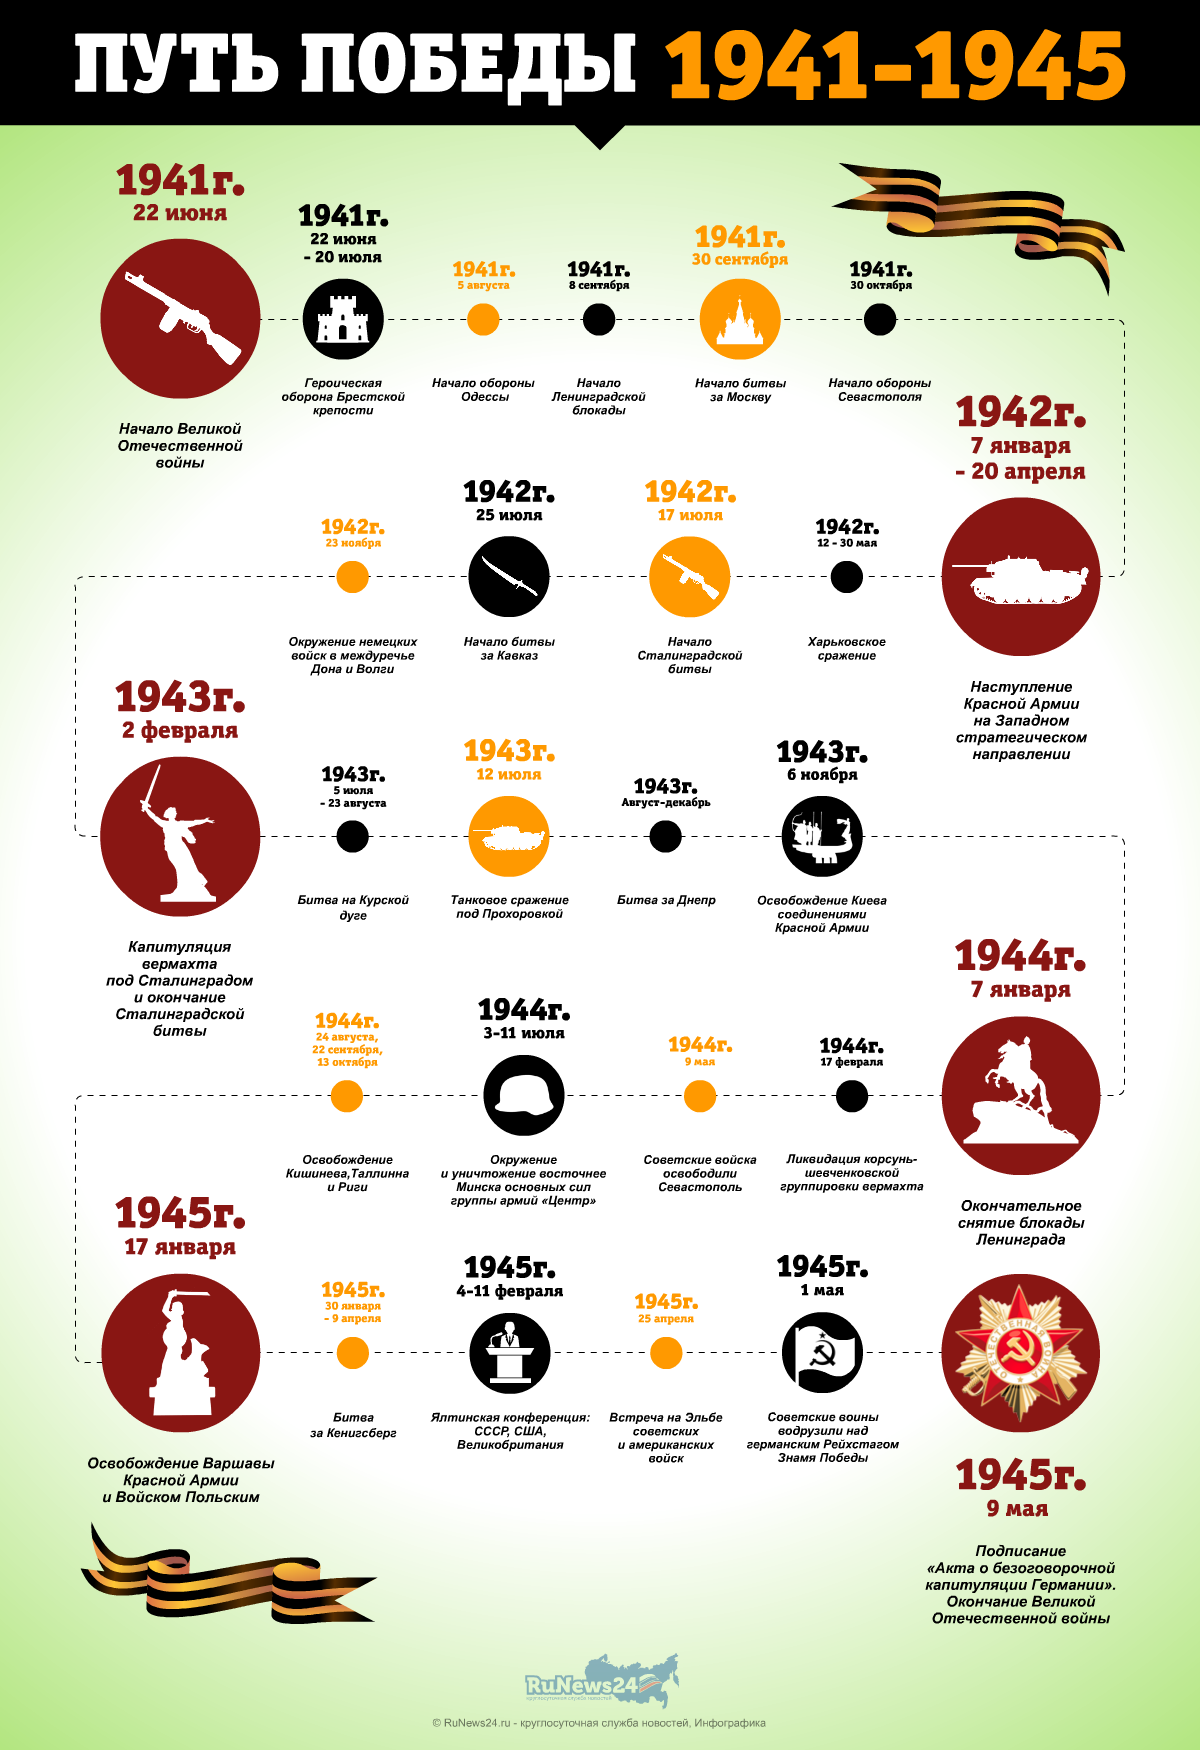 ПУТЬ ПОБЕДЫ 1941-1945
1941г.
22 июня
Начало Великой
Отечественной
войны
1941г.
22 июня
- 20 июля
Героическая
оборона Брестской
крепости
1941г.
5 августа
Начало обороны
Одессы
1941г.
8 сентября
Начало
Ленинградской
блокады
1941г.
30 сентября
Начало битвы
за Москву
1941г.
30 октября
Начало обороны
Севастополя
1942г.
7 января
- 20 апреля
Наступление
Красной Армии
на Западном
стратегическом
направлении
1942г.
12 - 30 мая
Харьковское
сражение
1942г.
17 июля
Начало
Сталинградской
битвы
1942г.
25 июля
Начало битвы
за Кавказ
1942г.
23 ноября
Окружение немецких
войск в междуречье
Дона и Волги
1943г.
2 февраля
Капитуляция
вермахта
под Сталинградом
и окончание
Сталинградской
битвы
1943г.
5 июля
- 23 августа
Битва на Курской
дуге
1943г.
12 июля
Танковое сражение
под Прохоровкой
1943г.
Август-декабрь
Битва за Днепр
1943г.
6 ноября
Освобождение Киева
соединениями
Красной Армии
1944г.
7 января
Окончательное
снятие блокады
Ленинграда
1944г.
17 февраля
Ликвидация корсунь-
шевченковской
группировки вермахта
1944г.
9 мая
Советские войска
освободили
Севастополь
1944г.
3-11 июля
Окружение
и уничтожение восточнее
Минска основных сил
группы армий «Центр»
1944г.
24 августа,
22 сентября,
13 октября
Освобождение
Кишинева,Таллинна
и Риги
1945г.
17 января
Освобождение Варшавы
Красной Армии
и Войском Польским
1945г.
30 января
- 9 апреля
Битва
за Кенигсберг
1945г.
4-11 февраля
Ялтинская конференция:
СССР, США,
Великобритания
1945г.
25 апреля
Встреча на Эльбе
советских
и американских
войск
1945г.
1 мая
Советские воины
водрузили над
германским Рейхстагом
Знамя Победы
ОТЕЧЕСТВЕННАЯ ВОЙНА
1945г.
9 мая
Подписание
«Акта о безоговорочной
капитуляции Германии».
Окончание Великой
Отечественной войны
RuNews24
круглосуточная служба новостей
© RuNews24.ru - круглосуточная служба новостей, Инфографика